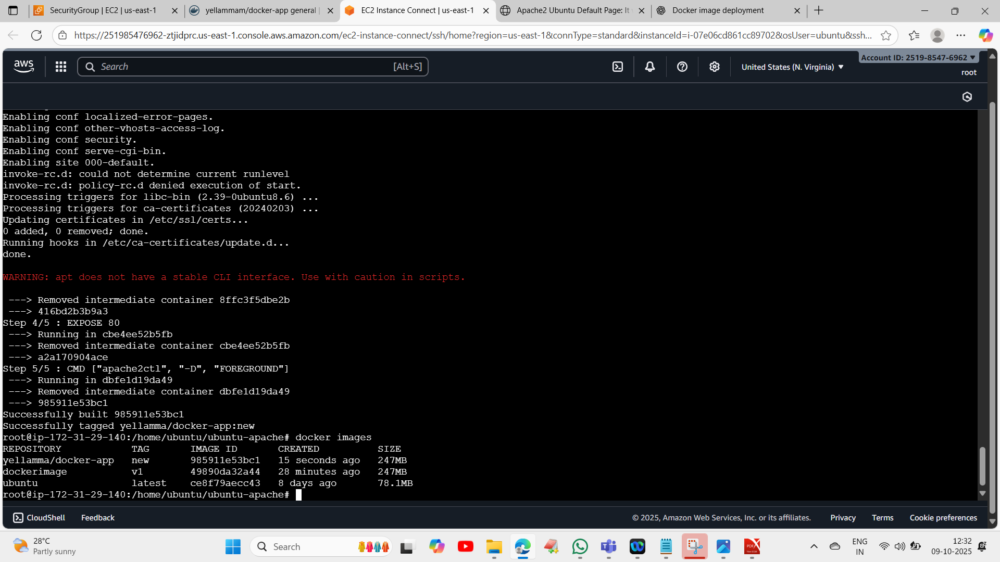 SecurityGroup | EC2 | us-east-1
yellammam/docker-app general |
EC2 Instance Connect | us-east-1
Apache2 Ubuntu Default Page: It
Docker image deployment
https://251985476962-ztjidprc.us-east-1.console.aws.amazon.com/ec2-instance-connect/ssh/home?region=us-east-1&connType=standard&instanceId=i-07e06cd861cc89702&osUser=ubuntu&ssh...
aws
Search
[Alt+S]
United States (N. Virginia)
Account ID: 2519-8547-6962
root
Enabling conf localized-error-pages.
Enabling conf other-vhosts-access-log.
Enabling conf security.
Enabling conf serve-cgi-bin.
Enabling site 000-default.
invoke-rc.d: could not determine current runlevel
invoke-rc.d: policy-rc.d denied execution of start.
Processing triggers for libc-bin (2.39-0ubuntu8.6) ...
Processing triggers for ca-certificates (20240203) ...
Updating certificates in /etc/ssl/certs...
0 added, 0 removed; done.
Running hooks in /etc/ca-certificates/update.d...
done.
WARNING: apt does not have a stable CLI interface. Use with caution in scripts.
---> Removed intermediate container 8ffc3f5dbe2b
---> 416bd2b3b9a3
Step 4/5 : EXPOSE 80
---> Running in cbe4ee52b5fb
---> Removed intermediate container cbe4ee52b5fb
---> a2a170904ace
Step 5/5 : CMD ["apache2ctl", "-D", "FOREGROUND"]
---> Running in dbfe1d19da49
---> Removed intermediate container dbfe1d19da49
---> 985911e53bc1
Successfully built 985911e53bc1
Successfully tagged yellamma/docker-app:new
root@ip-172-31-29-140:/home/ubuntu/ubuntu-apache# docker images
REPOSITORY TAG IMAGE ID CREATED SIZE
yellamma/docker-app new 985911e53bc1 15 seconds ago 247MB
dockerimage v1 49890da32a44 28 minutes ago 247MB
ubuntu latest ce8f79aecc43 8 days ago 78.1MB
root@ip-172-31-29-140:/home/ubuntu/ubuntu-apache#
CloudShell
Feedback
© 2025, Amazon Web Services, Inc. or its affiliates.
Privacy
Terms
Cookie preferences
28°C
Partly sunny
Search
ENG
IN
12:32
09-10-2025